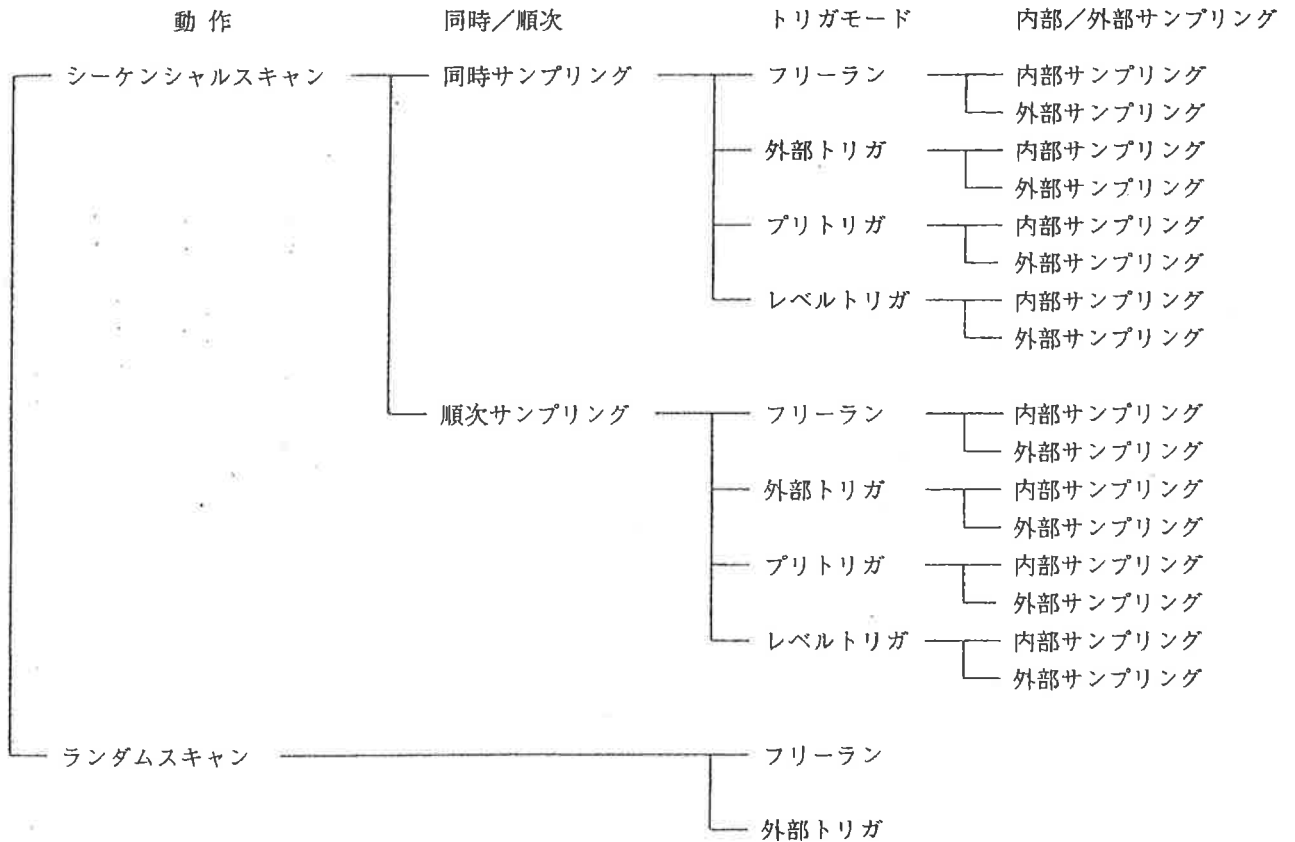 動 作 同時／順次 トリガモード 内部／外部サンプリング
シーケンシャルスキャン 同時サンプリング フリーラン 内部サンプリング
外部サンプリング
外部トリガ 内部サンプリング
外部サンプリング
プリトリガ 内部サンプリング
外部サンプリング
レベルトリガ 内部サンプリング
外部サンプリング
順次サンプリング フリーラン 内部サンプリング
外部サンプリング
外部トリガ 内部サンプリング
外部サンプリング
プリトリガ 内部サンプリング
外部サンプリング
レベルトリガ 内部サンプリング
外部サンプリング
ランダムスキャン フリーラン
外部トリガ